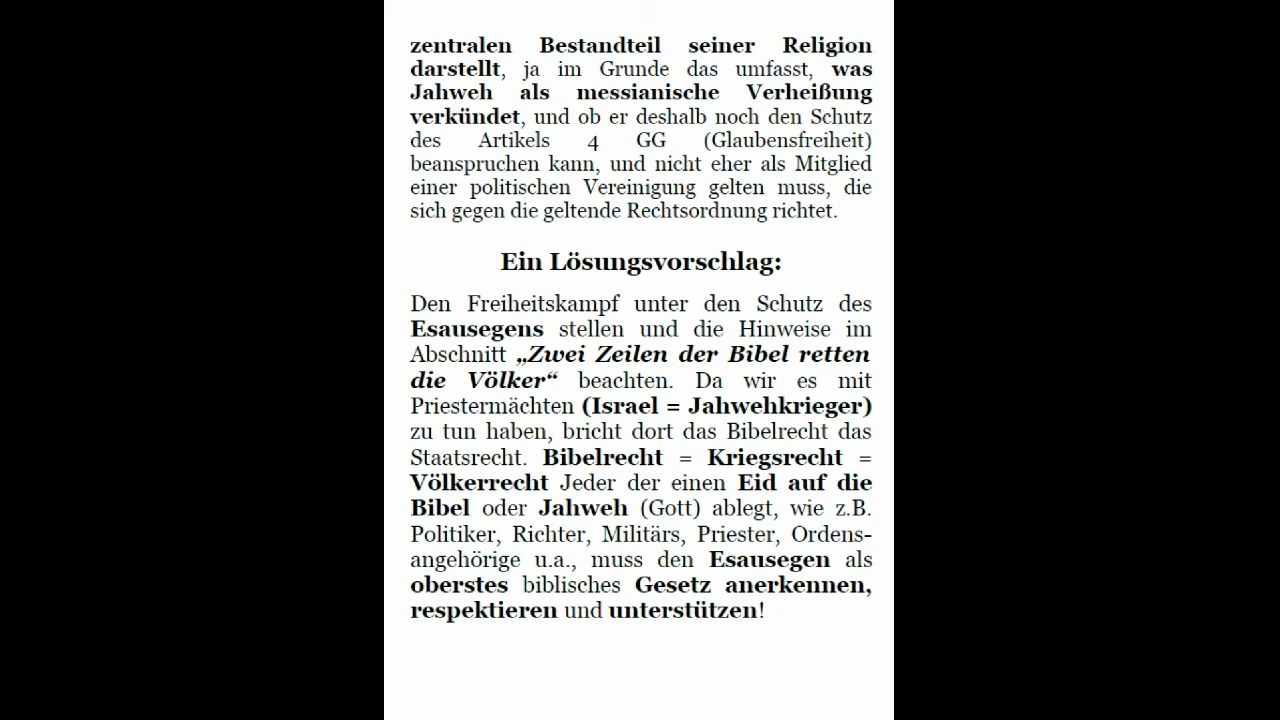 zentralen Bestandteil seiner Religion
darstellt, ja im Grunde das umfasst, was
Jahweh als messianische Verheißung
verkündet, und ob er deshalb noch den Schutz
des Artikels 4 GG (Glaubensfreiheit)
beanspruchen kann, und nicht eher als Mitglied
einer politischen Vereinigung gelten muss, die
sich gegen die geltende Rechtsordnung richtet.
Ein Lösungsvorschlag:
Den Freiheitskampf unter den Schutz des
Esausegens stellen und die Hinweise im
Abschnitt „Zwei Zeilen der Bibel retten
die Völker“ beachten. Da wir es mit
Priestermächten (Israel = Jahwehkrieger)
zu tun haben, bricht dort das Bibelrecht das
Staatsrecht. Bibelrecht = Kriegsrecht =
Völkerrecht Jeder der einen Eid auf die
Bibel oder Jahweh (Gott) ablegt, wie z.B.
Politiker, Richter, Militärs, Priester, Ordens-
angehörige u.a., muss den Esausegen als
oberstes biblisches Gesetz anerkennen,
respektieren und unterstützen!